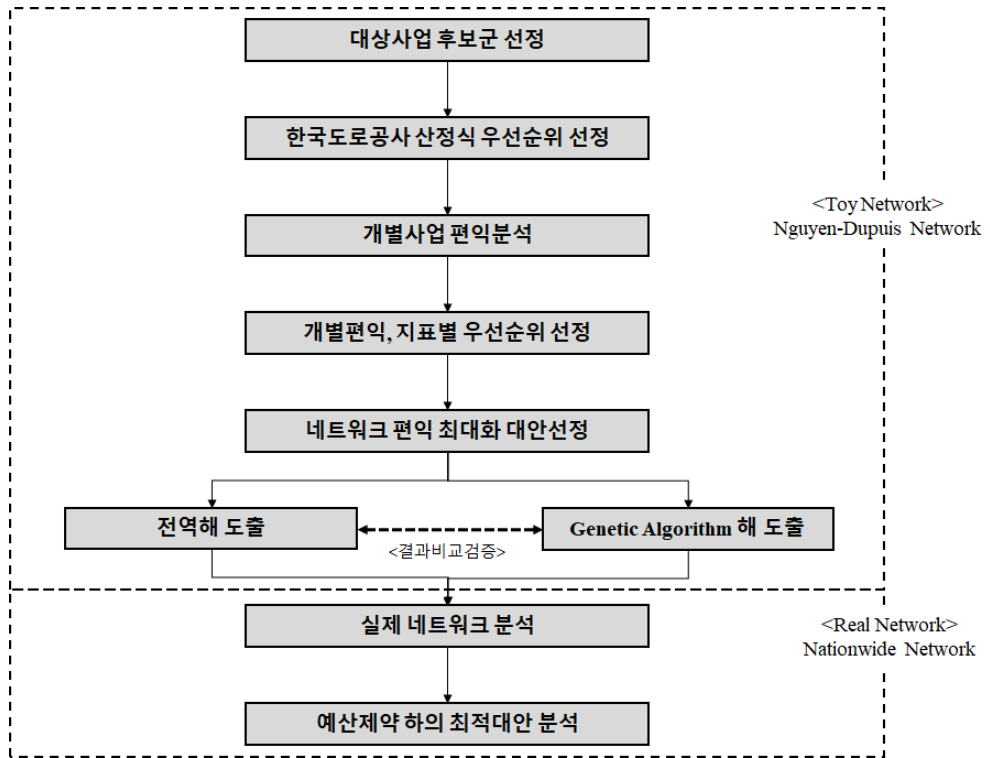 대상사업 후보군 선정
한국도로공사 산정식 우선순위 선정
<Toy Network>
Nguyen-Dupuis Network
개별사업 편익분석
개별편익, 지표별 우선순위 선정
네트워크 편익 최대화 대안선정
전역해 도출
Genetic Algorithm 해 도출
<결과비교검증>
실제 네트워크 분석
<Real Network>
Nationwide Network
예산제약 하의 최적대안 분석